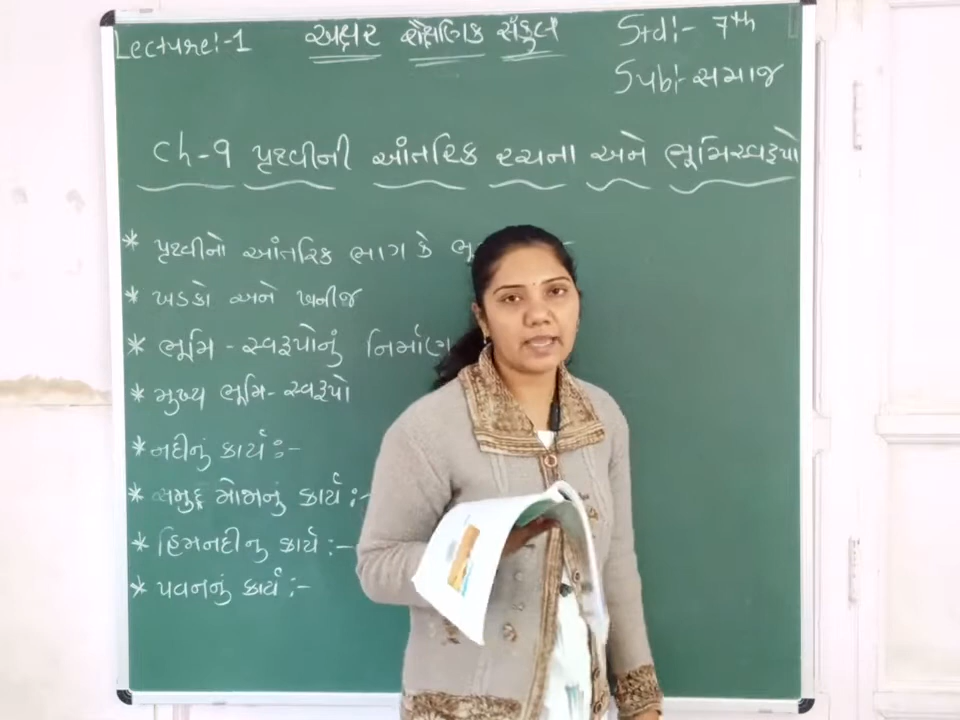 Lecture:-1
અક્ષર શૈક્ષણિક સંકુલ
Std:- 7th
Sub:- સમાજ
Ch-9 પૃથ્વીની આંતરિક રચના અને ભૂમિસ્વરૂપો
* પૃથ્વીનો આંતરિક ભાગ કે
* ખડકો અને ખનીજ
* ભૂમિ - સ્વરૂપોનું નિર્માણ
* મુખ્ય ભૂમિ - સ્વરૂપો
* નદીનું કાર્ય :-
* સમુદ્ર મોજાનું કાર્ય :-
* હિમનદીનુ કાર્ય :-
* પવનનું કાર્ય :-